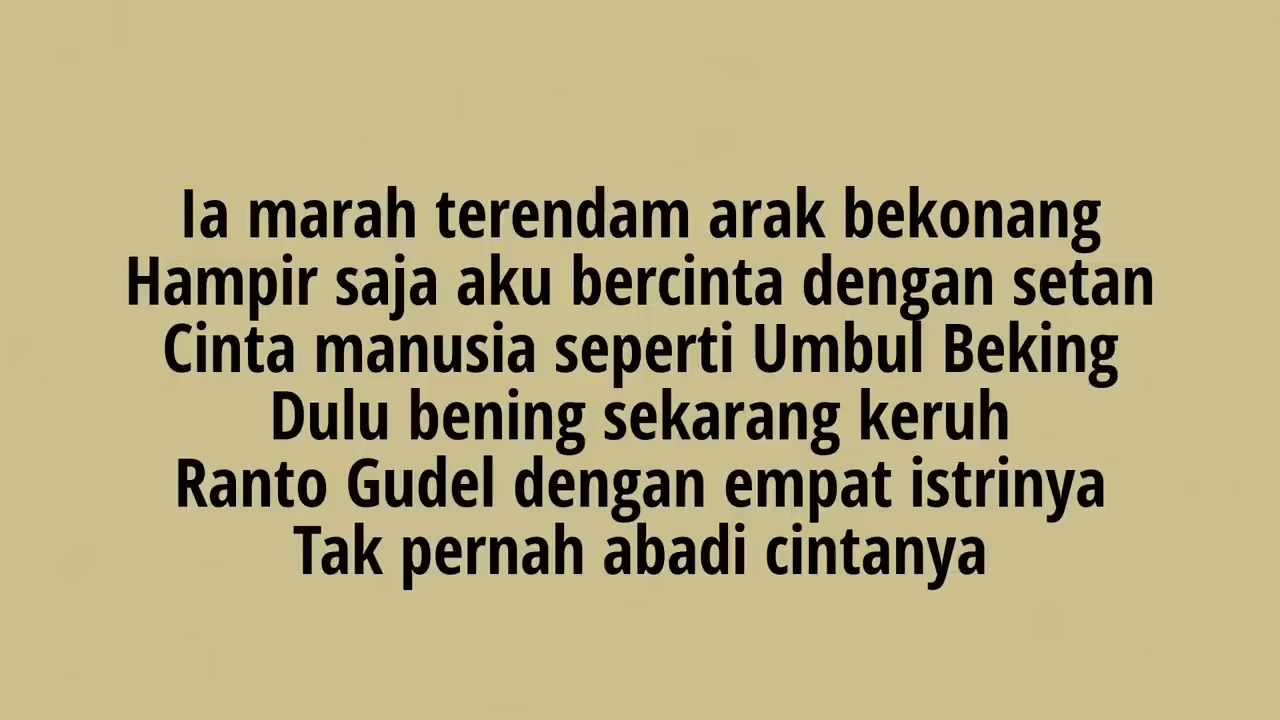 Ia marah terendam arak bekonang
Hampir saja aku bercinta dengan setan
Cinta manusia seperti Umbul Beking
Dulu bening sekarang keruh
Ranto Gudel dengan empat istrinya
Tak pernah abadi cintanya